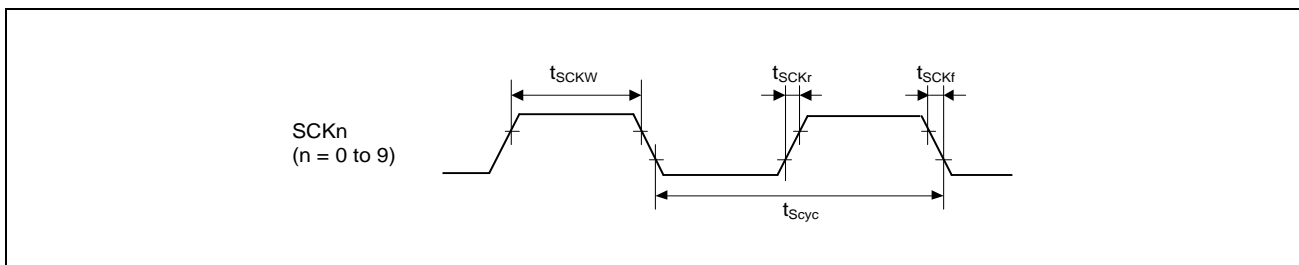 tSCKW
tSCKr
tSCKf
SCKn
(n = 0 to 9)
tScyc